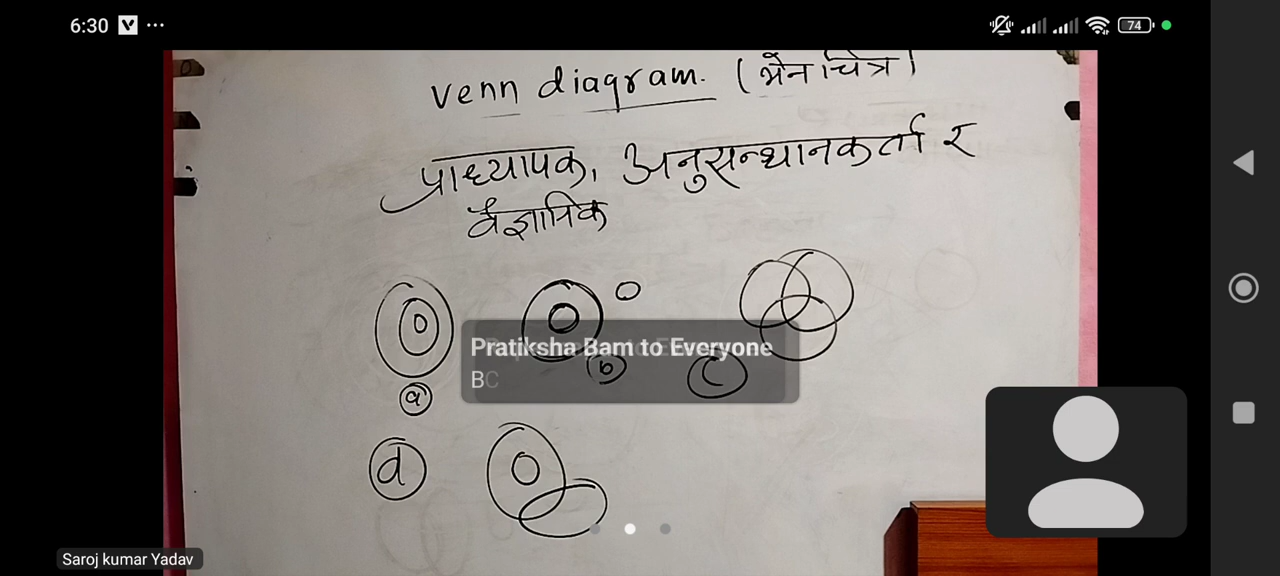 6:30
74
venn diagram. (भेन चित्र)
प्राध्यापक, अनुसन्धानकर्ता र
वैज्ञानिक
Pratiksha Bam to Everyone
BC
a
b
c
d
Saroj kumar Yadav